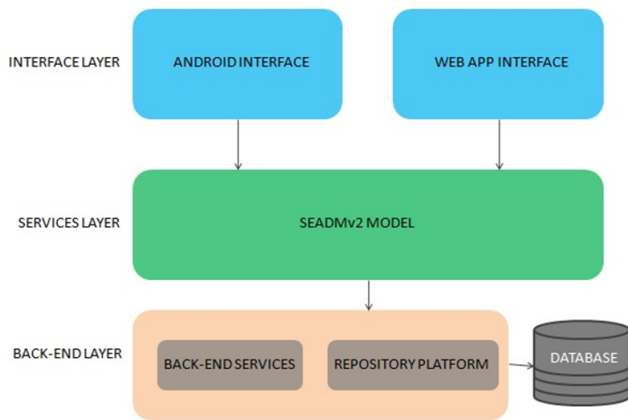 INTERFACE LAYER
ANDROID INTERFACE
WEB APP INTERFACE
SERVICES LAYER
SEADMv2 MODEL
BACK-END LAYER
BACK-END SERVICES
REPOSITORY PLATFORM
DATABASE